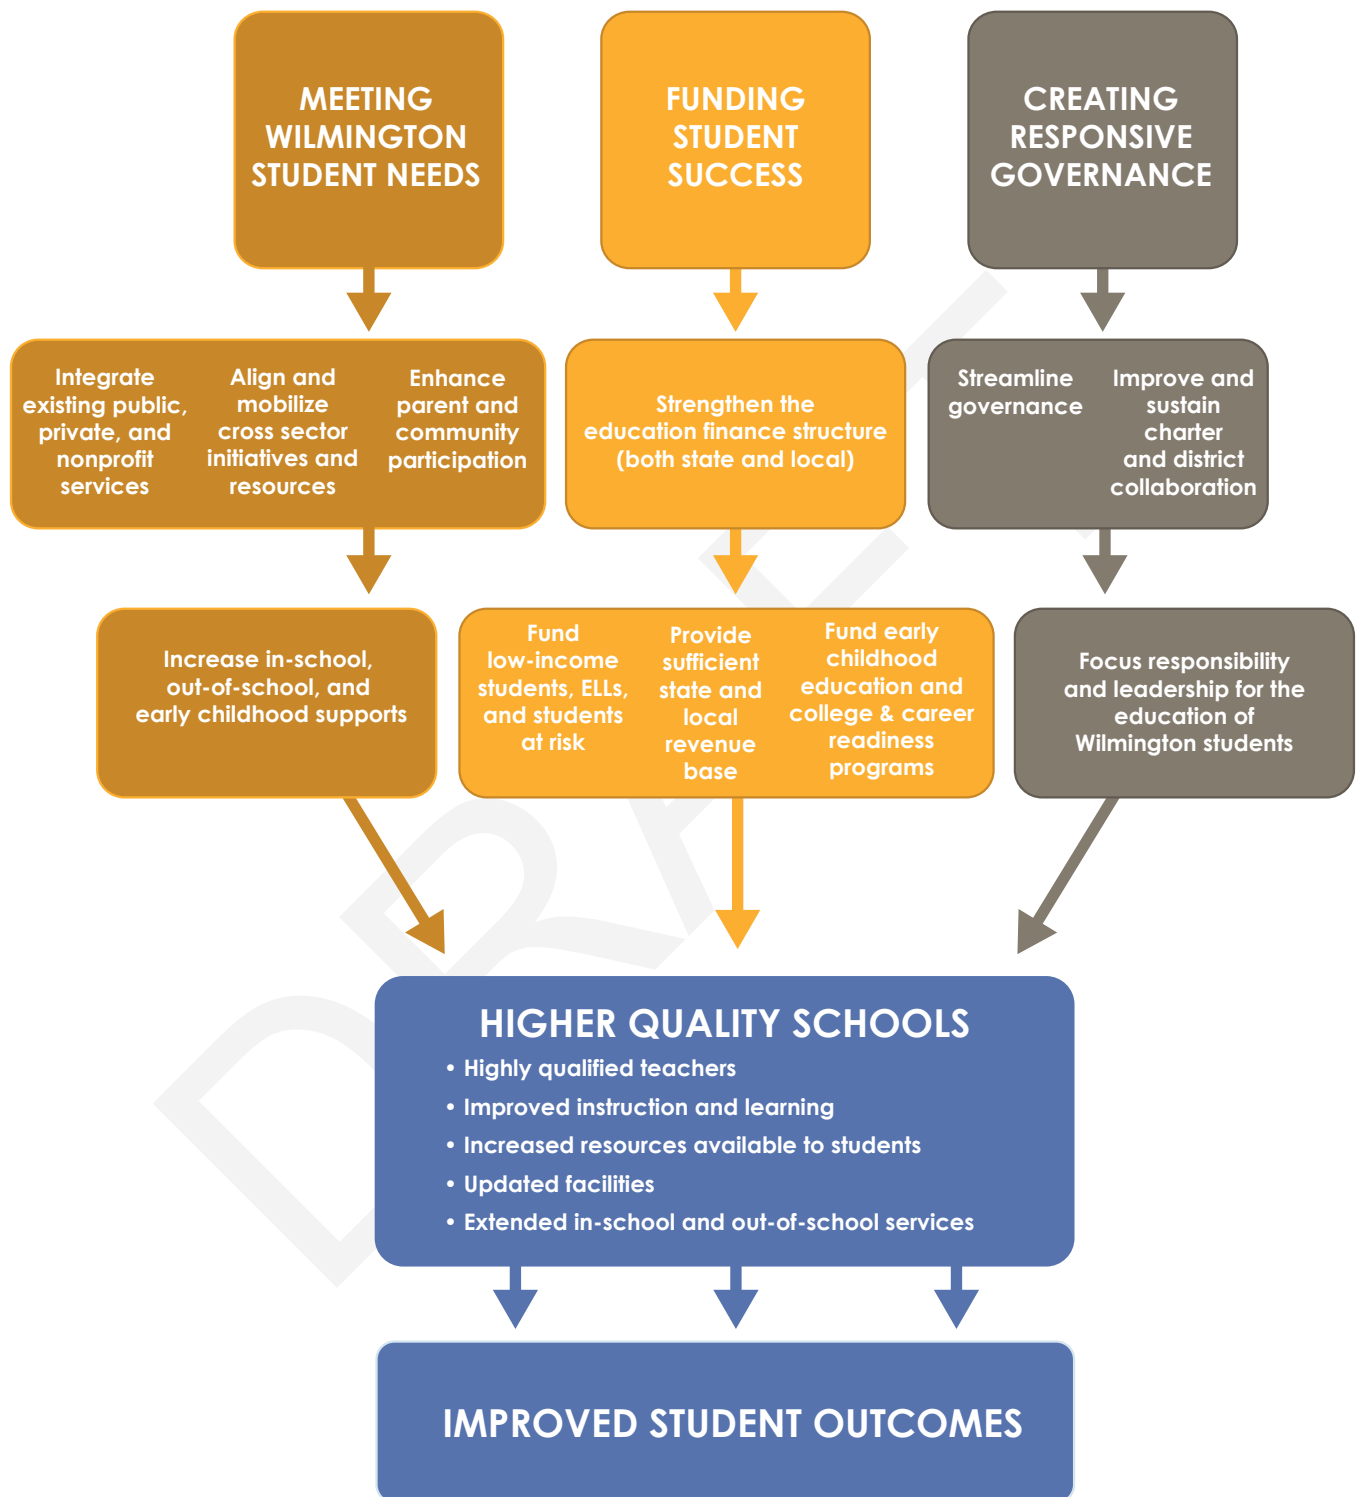 MEETING
WILMINGTON
STUDENT NEEDS
FUNDING
STUDENT
SUCCESS
CREATING
RESPONSIVE
GOVERNANCE
Integrate
existing public,
private, and
nonprofit
services
Align and
mobilize
cross sector
initiatives and
resources
Enhance
parent and
community
participation
Strengthen the
education finance structure
(both state and local)
Streamline
governance
Improve and
sustain
charter
and district
collaboration
Increase in-school,
out-of-school, and
early childhood supports
Fund
low-income
students, ELLs,
and students
at risk
Provide
sufficient
state and
local
revenue
base
Fund early
childhood
education and
college & career
readiness
programs
Focus responsibility
and leadership for the
education of
Wilmington students
HIGHER QUALITY SCHOOLS
• Highly qualified teachers
• Improved instruction and learning
• Increased resources available to students
• Updated facilities
• Extended in-school and out-of-school services
IMPROVED STUDENT OUTCOMES
DRAFT